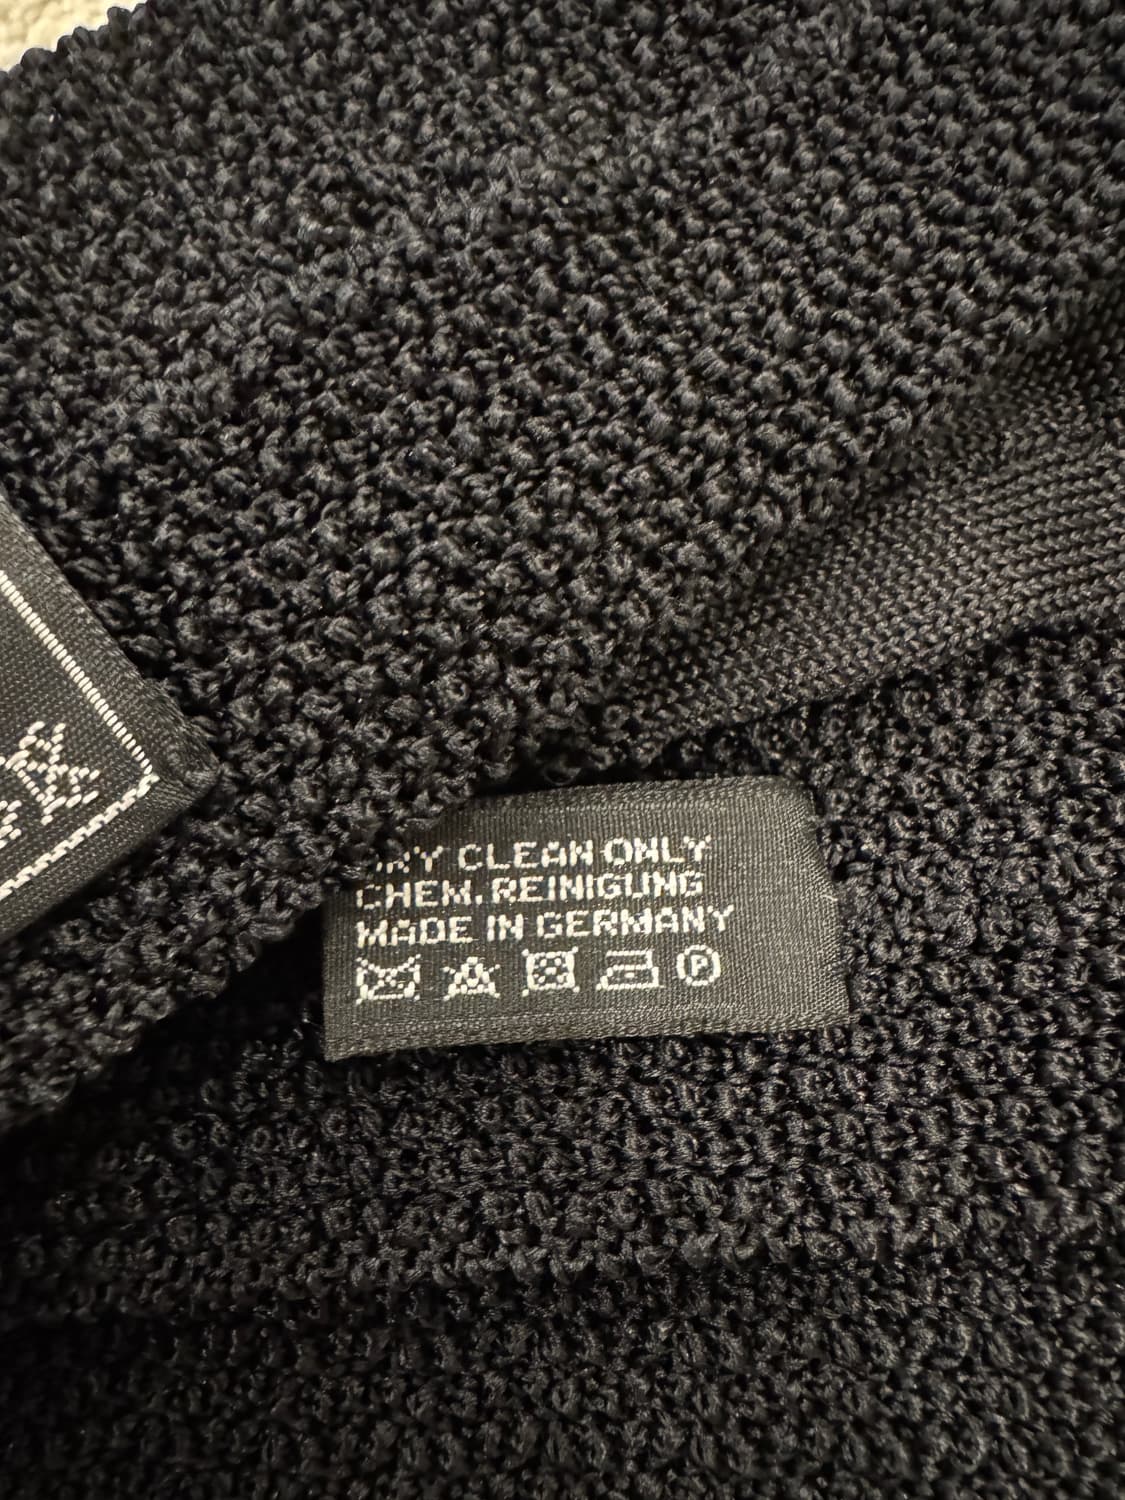 CLEAN ONLY
CHEM. REINIGUNG
MADE IN GERMANY
P